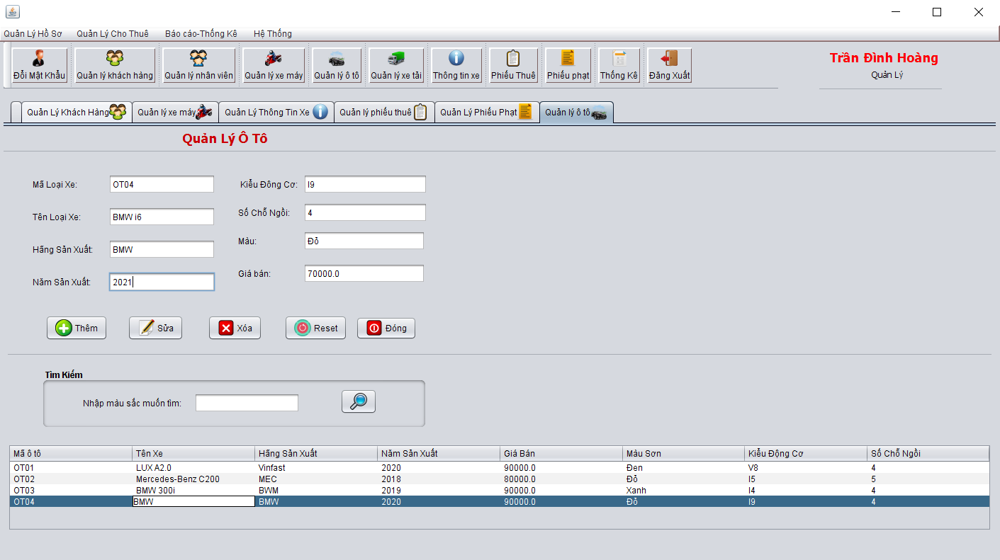 Quản Lý Hồ Sơ Quản Lý Cho Thuê Báo cáo-Thống Kê Hệ Thống
Đổi Mật Khẩu Quản lý khách hàng Quản lý nhân viên Quản lý xe máy Quản lý ô tô Quản lý xe tải Thông tin xe Phiếu Thuê Phiếu phạt Thống Kê Đăng Xuất
Trần Đình Hoàng
Quản Lý
Quản Lý Khách Hàng Quản lý xe máy Quản Lý Thông Tin Xe Quản lý phiếu thuê Quản Lý Phiếu Phạt Quản lý ô tô
Quản Lý Ô Tô
Mã Loại Xe: OT04 Kiểu Đông Cơ: I9
Tên Loại Xe: BMW i6 Số Chỗ Ngồi: 4
Hãng Sản Xuất: BMW Màu: Đỏ
Năm Sản Xuất: 2021 Giá bán: 70000.0
Thêm Sửa Xóa Reset Đóng
Tìm Kiếm
Nhập màu sắc muốn tìm:
Mã ô tô Tên Xe Hãng Sản Xuất Năm Sản Xuất Giá Bán Màu Sơn Kiểu Động Cơ Số Chỗ Ngồi
OT01 LUX A2.0 Vinfast 2020 90000.0 Đen V8 4
OT02 Mercedes-Benz C200 MEC 2018 80000.0 Đỏ I5 5
OT03 BMW 300i BWM 2019 90000.0 Xanh I4 4
OT04 BMW BMW 2020 90000.0 Đỏ I9 4